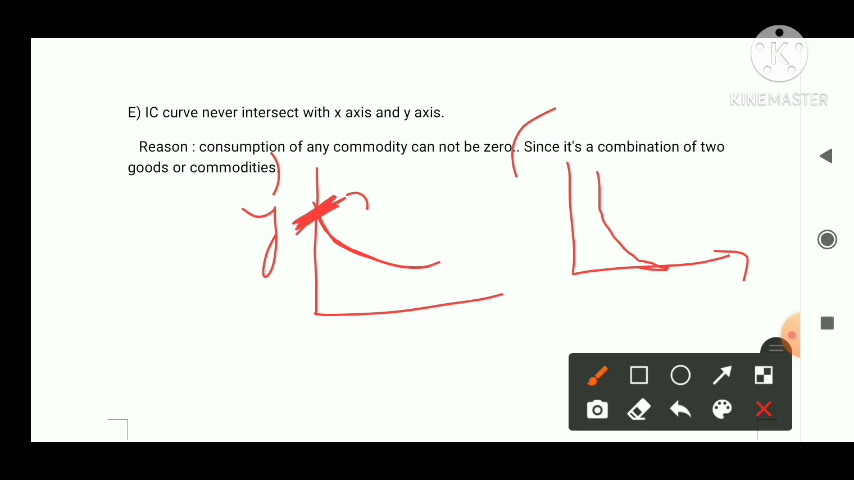 KINEMASTER
E) IC curve never intersect with x axis and y axis.
Reason : consumption of any commodity can not be zero.. Since it's a combination of two
goods or commodities.
y